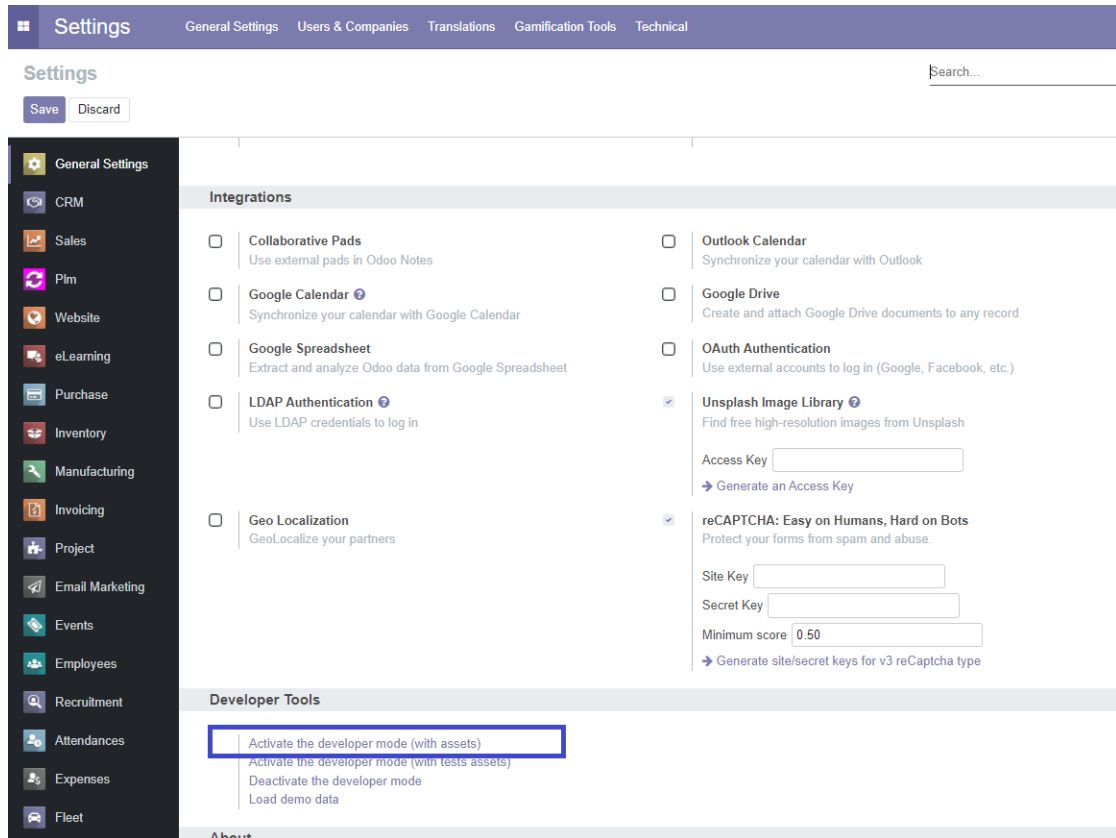 Settings
General Settings Users & Companies Translations Gamification Tools Technical
Settings
Search...
Save Discard
General Settings
CRM
Sales
Plm
Website
eLearning
Purchase
Inventory
Manufacturing
Invoicing
Project
Email Marketing
Events
Employees
Recruitment
Attendances
Expenses
Fleet
Integrations
Collaborative Pads
Use external pads in Odoo Notes
Outlook Calendar
Synchronize your calendar with Outlook
Google Calendar
Synchronize your calendar with Google Calendar
Google Drive
Create and attach Google Drive documents to any record
Google Spreadsheet
Extract and analyze Odoo data from Google Spreadsheet
OAuth Authentication
Use external accounts to log in (Google, Facebook, etc.)
LDAP Authentication
Use LDAP credentials to log in
Unsplash Image Library
Find free high-resolution images from Unsplash
Access Key
Generate an Access Key
Geo Localization
GeoLocalize your partners
reCAPTCHA: Easy on Humans, Hard on Bots
Protect your forms from spam and abuse.
Site Key
Secret Key
Minimum score 0.50
Generate site/secret keys for v3 reCaptcha type
Developer Tools
Activate the developer mode (with assets)
Activate the developer mode (with tests assets)
Deactivate the developer mode
Load demo data
About